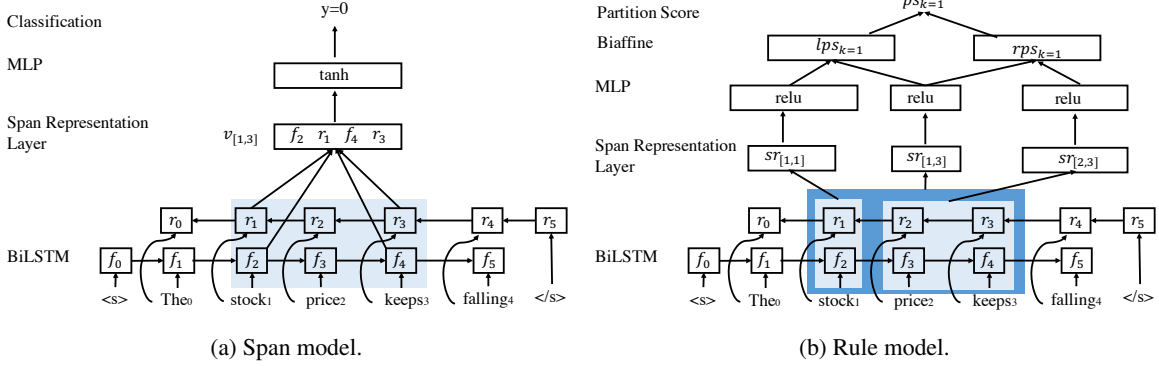 Classification
y=0
MLP
tanh
Span Representation
Layer
v[1,3]
f2 r1 f4 r3
r0 r1 r2 r3 r4 r5
BiLSTM
f0 f1 f2 f3 f4 f5
<s> The0 stock1 price2 keeps3 falling4 </s>
(a) Span model.
Partition Score
psk=1
Biaffine
lpsk=1 rpsk=1
MLP
relu relu relu
Span Representation
Layer
sr[1,1] sr[1,3] sr[2,3]
r0 r1 r2 r3 r4 r5
BiLSTM
f0 f1 f2 f3 f4 f5
<s> The0 stock1 price2 keeps3 falling4 </s>
(b) Rule model.